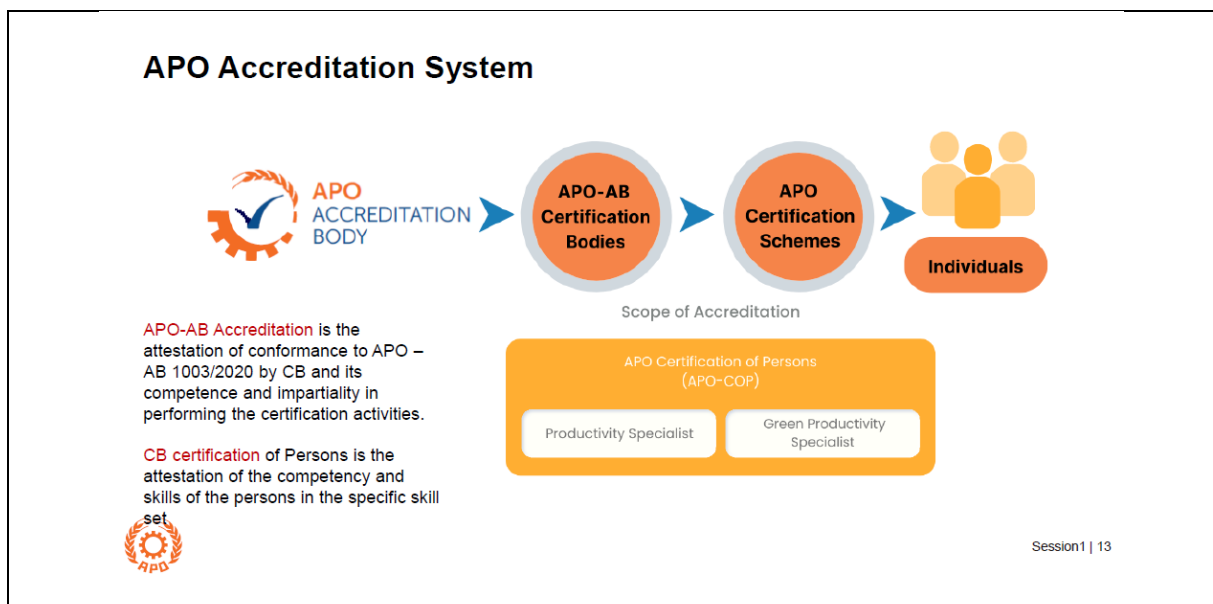 APO Accreditation System
APO
ACCREDITATION
BODY
APO-AB
Certification
Bodies
APO
Certification
Schemes
Individuals
Scope of Accreditation
APO Certification of Persons
(APO-COP)
Productivity Specialist
Green Productivity
Specialist
APO-AB Accreditation is the
attestation of conformance to APO –
AB 1003/2020 by CB and its
competence and impartiality in
performing the certification activities.
CB certification of Persons is the
attestation of the competency and
skills of the persons in the specific skill
set
APO
Session1 | 13